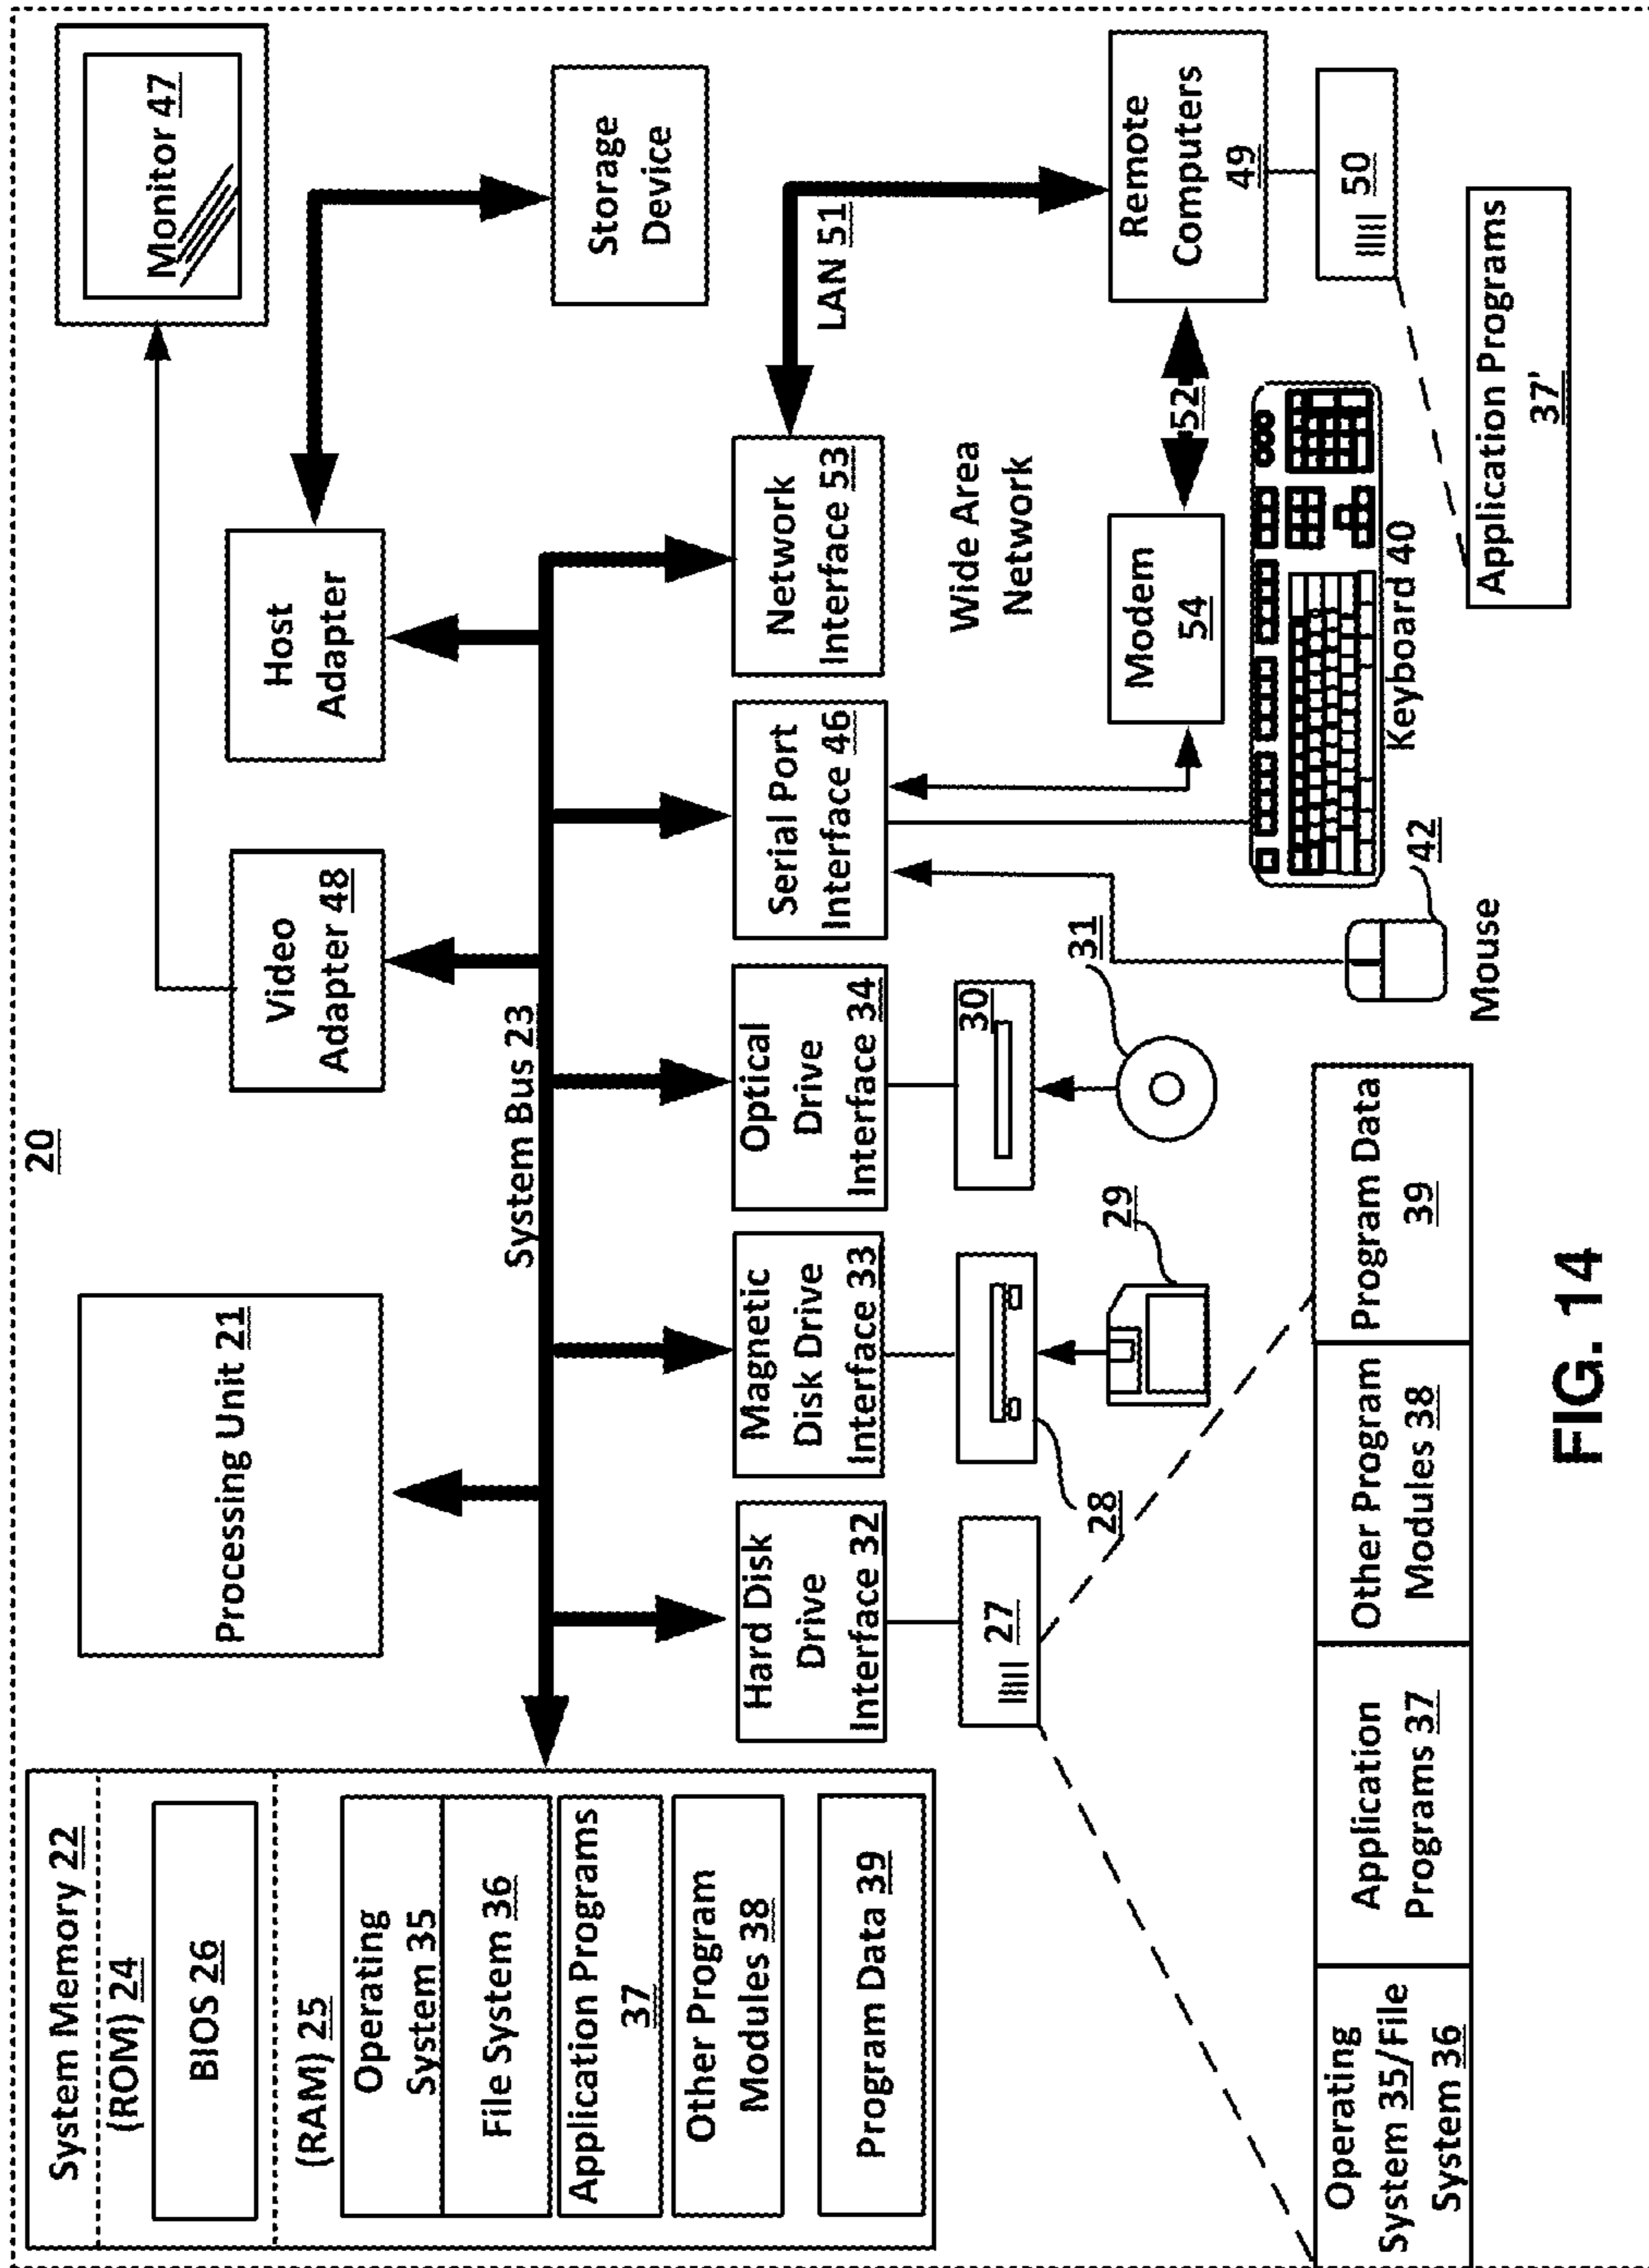 20
System Memory 22
(ROM) 24
BIOS 26
(RAM) 25
Operating
System 35
File System 36
Application Programs
37
Other Program
Modules 38
Program Data 39
Processing Unit 21
Video
Adapter 48
Host
Adapter
Monitor 47
Storage
Device
System Bus 23
Hard Disk
Drive
Interface 32
Magnetic
Disk Drive
Interface 33
Optical
Drive
Interface 34
Serial Port
Interface 46
Network
Interface 53
LAN 51
Wide Area
Network
27
28
29
30
31
Modem
54
52
Remote
Computers
49
50
Keyboard 40
42
Mouse
Application Programs
37'
Operating
System 35/File
System 36
Application
Programs 37
Other Program
Modules 38
Program Data
39
FIG. 14